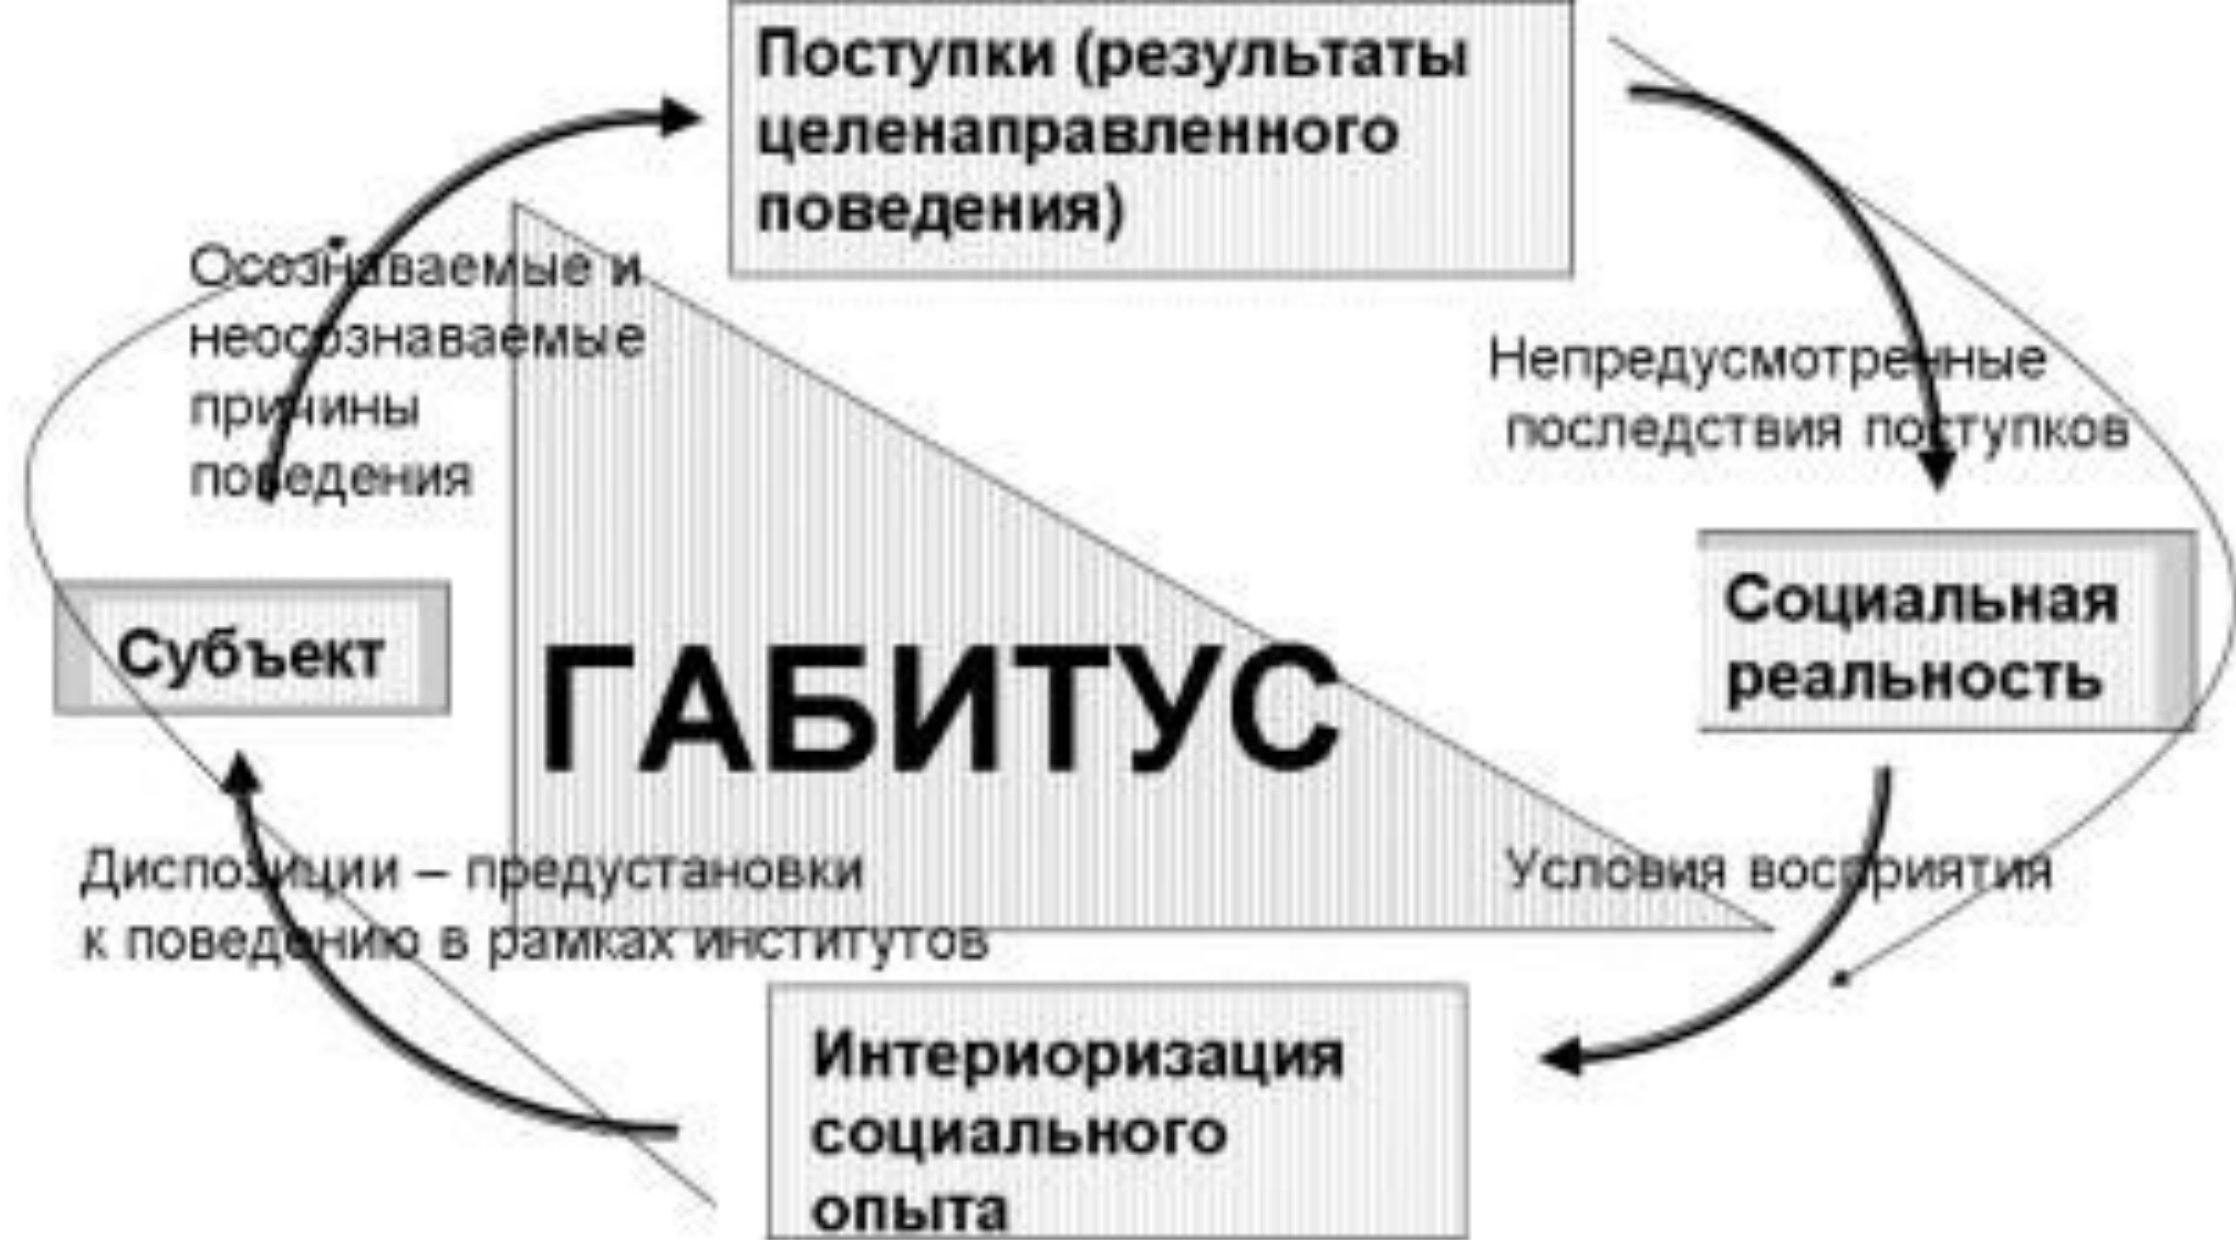 Поступки (результаты
целенаправленного
поведения)
Осознаваемые и
неосознаваемые
причины
поведения
Непредусмотренные
последствия поступков
Субъект
ГАБИТУС
Социальная
реальность
Диспозиции – предустановки
к поведению в рамках институтов
Условия восприятия
Интериоризация
социального
опыта